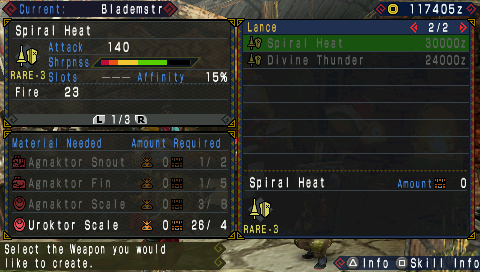 Current: Blademstr
117405z
Spiral Heat
Attack 140
Shrpnss
RARE-3
Slots --- Affinity 15%
Fire 23
L 1/3 R
Material Needed Amount Required
Agnaktor Snout 0 1/ 2
Agnaktor Fin 0 1/ 5
Agnaktor Scale 0 3/ 8
Uroktor Scale 0 26/ 4
Select the Weapon you would
like to create.
Lance 2/2
Spiral Heat 30000z
Divine Thunder 24000z
Spiral Heat Amount 0
RARE-3
Info Skill Info